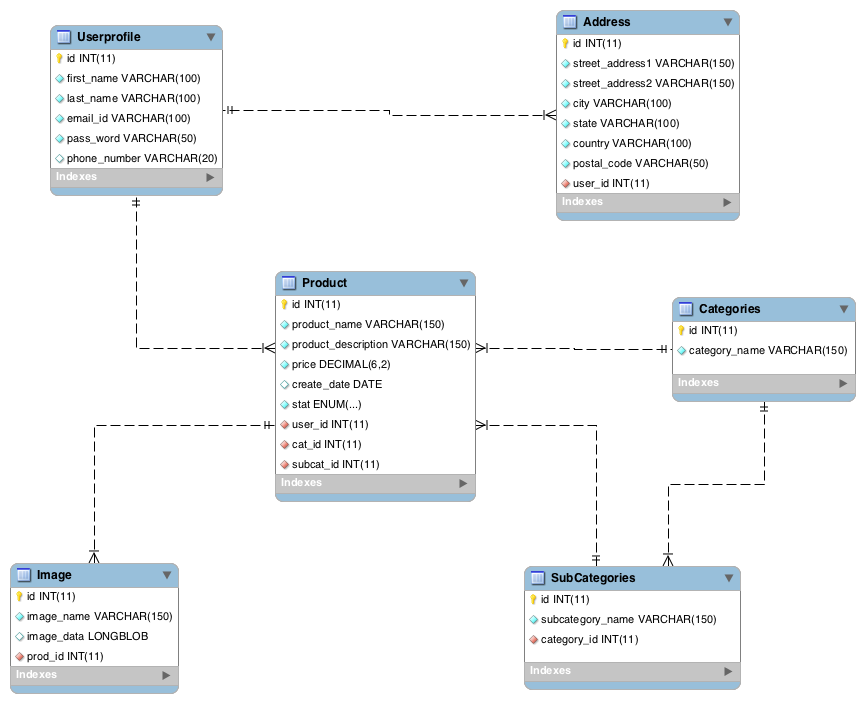 Userprofile
id INT(11)
first_name VARCHAR(100)
last_name VARCHAR(100)
email_id VARCHAR(100)
pass_word VARCHAR(50)
phone_number VARCHAR(20)
Indexes
Address
id INT(11)
street_address1 VARCHAR(150)
street_address2 VARCHAR(150)
city VARCHAR(100)
state VARCHAR(100)
country VARCHAR(100)
postal_code VARCHAR(50)
user_id INT(11)
Indexes
Product
id INT(11)
product_name VARCHAR(150)
product_description VARCHAR(150)
price DECIMAL(6,2)
create_date DATE
stat ENUM(...)
user_id INT(11)
cat_id INT(11)
subcat_id INT(11)
Indexes
Categories
id INT(11)
category_name VARCHAR(150)
Indexes
Image
id INT(11)
image_name VARCHAR(150)
image_data LONGBLOB
prod_id INT(11)
Indexes
SubCategories
id INT(11)
subcategory_name VARCHAR(150)
category_id INT(11)
Indexes